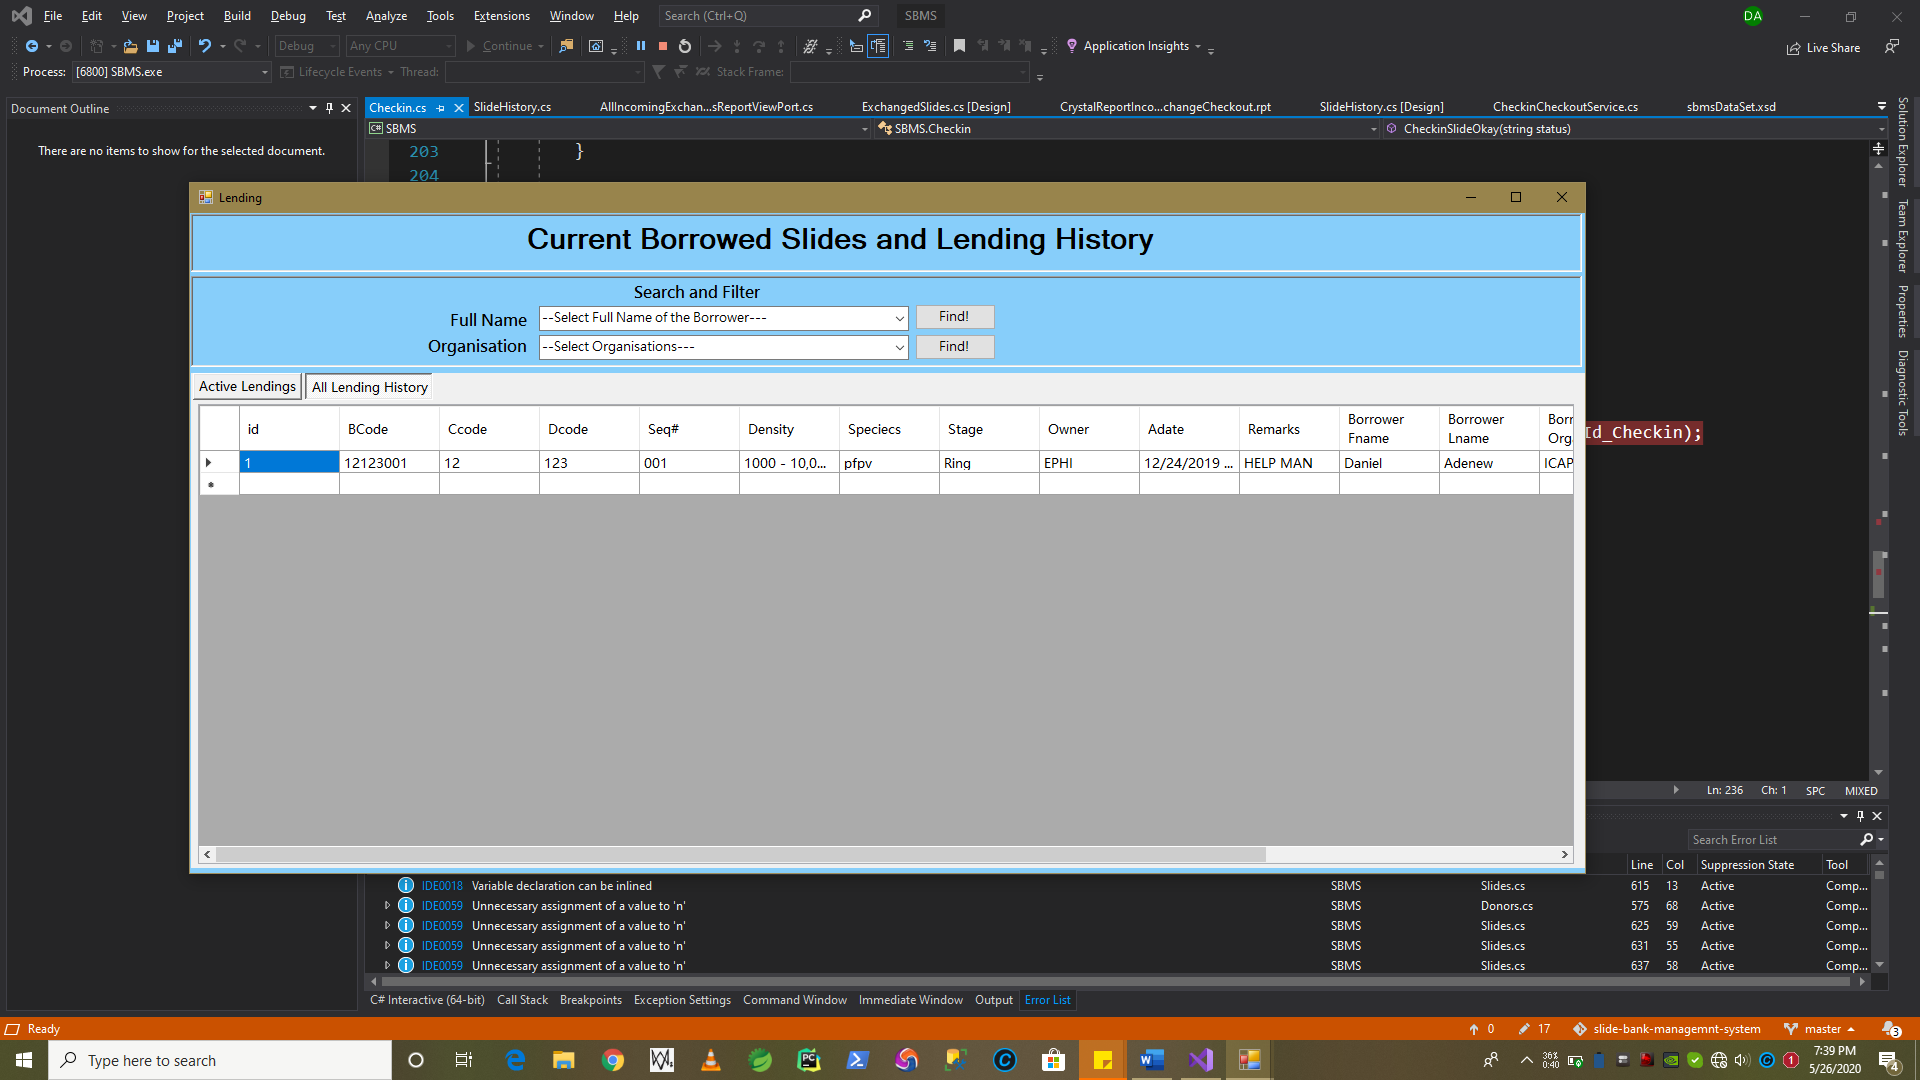 File Edit View Project Build Debug Test Analyze Tools Extensions Window Help Search (Ctrl+Q) SBMS DA
Debug Any CPU Continue Application Insights Live Share
Process: [6800] SBMS.exe Lifecycle Events Thread: Stack Frame:
Document Outline
There are no items to show for the selected document.
Checkin.cs SlideHistory.cs AllIncomingExchan...sReportViewPort.cs ExchangedSlides.cs [Design] CrystalReportInco...changeCheckout.rpt SlideHistory.cs [Design] CheckinCheckoutService.cs sbmsDataSet.xsd
SBMS SBMS.Checkin CheckinSlideOkay(string status)
203 }
204
Lending
Current Borrowed Slides and Lending History
Search and Filter
Full Name --Select Full Name of the Borrower--- Find!
Organisation --Select Organisations--- Find!
Active Lendings All Lending History
id BCode Ccode Dcode Seq# Density Speciecs Stage Owner Adate Remarks Borrower Fname Borrower Lname
1 12123001 12 123 001 1000 - 10,0... pfpv Ring EPHI 12/24/2019 ... HELP MAN Daniel Adenew ICAP
Id_Checkin);
Solution Explorer
Team Explorer
Properties
Diagnostic Tools
Ln: 236 Ch: 1 SPC MIXED
Search Error List
Line Col Suppression State Tool
IDE0018 Variable declaration can be inlined SBMS Slides.cs 615 13 Active Comp...
IDE0059 Unnecessary assignment of a value to 'n' SBMS Donors.cs 575 68 Active Comp...
IDE0059 Unnecessary assignment of a value to 'n' SBMS Slides.cs 625 59 Active Comp...
IDE0059 Unnecessary assignment of a value to 'n' SBMS Slides.cs 631 55 Active Comp...
IDE0059 Unnecessary assignment of a value to 'n' SBMS Slides.cs 637 58 Active Comp...
C# Interactive (64-bit) Call Stack Breakpoints Exception Settings Command Window Immediate Window Output Error List
Ready 0 17 slide-bank-managemnt-system master 3
Type here to search 36% 0:40 1 7:39 PM 4
5/26/2020